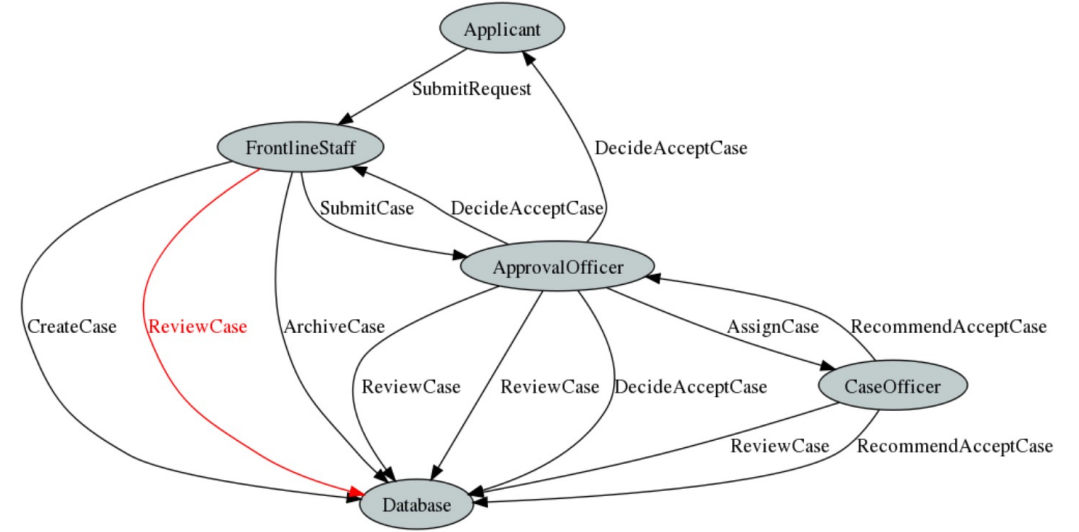 Applicant
SubmitRequest
FrontlineStaff
DecideAcceptCase
SubmitCase
DecideAcceptCase
ApprovalOfficer
CreateCase
ReviewCase
ArchiveCase
AssignCase
RecommendAcceptCase
ReviewCase
ReviewCase
DecideAcceptCase
CaseOfficer
ReviewCase
RecommendAcceptCase
Database